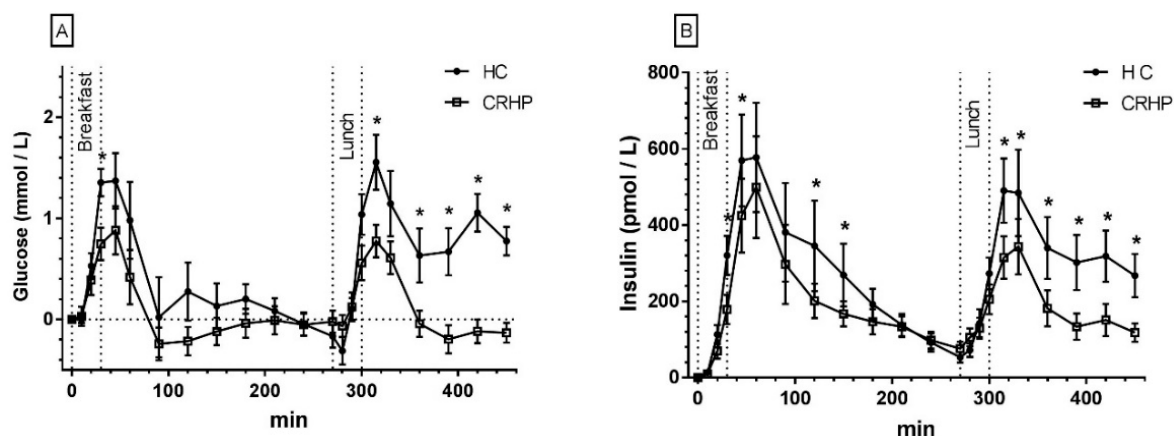 A
HC
CRHP
Breakfast
Lunch
Glucose (mmol / L)
2
1
0
* * * * * *
0 100 200 300 400
min
B
H C
CRHP
Breakfast
Lunch
Insulin (pmol / L)
800
600
400
200
0
* * * * * * * * * *
0 100 200 300 400
min